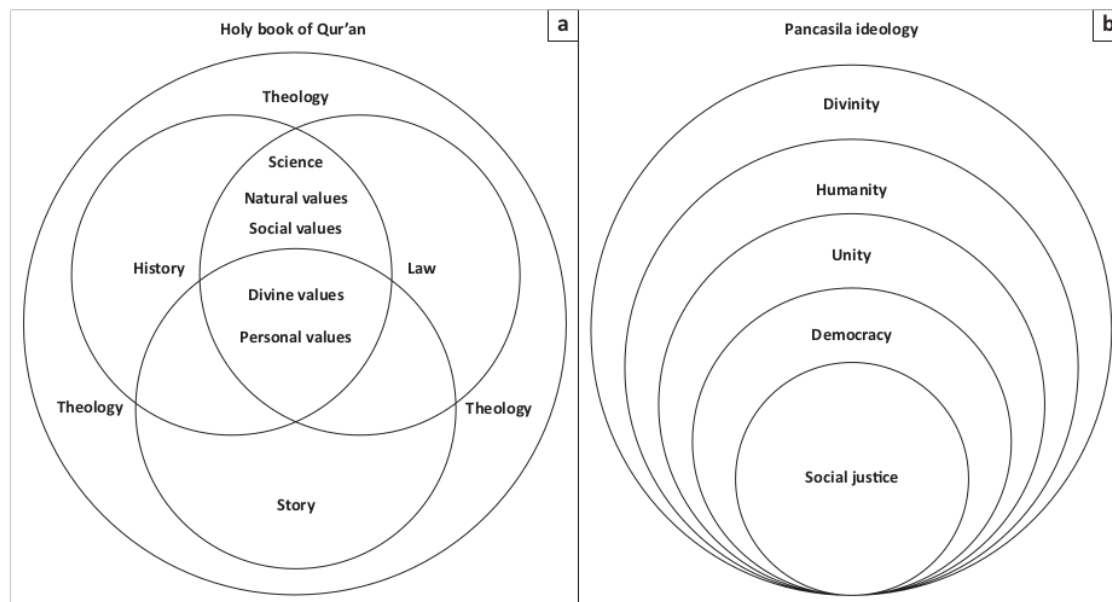 Holy book of Qur’an
a
Theology
Science
Natural values
Social values
History
Law
Divine values
Personal values
Theology
Theology
Story
Pancasila ideology
b
Divinity
Humanity
Unity
Democracy
Social justice